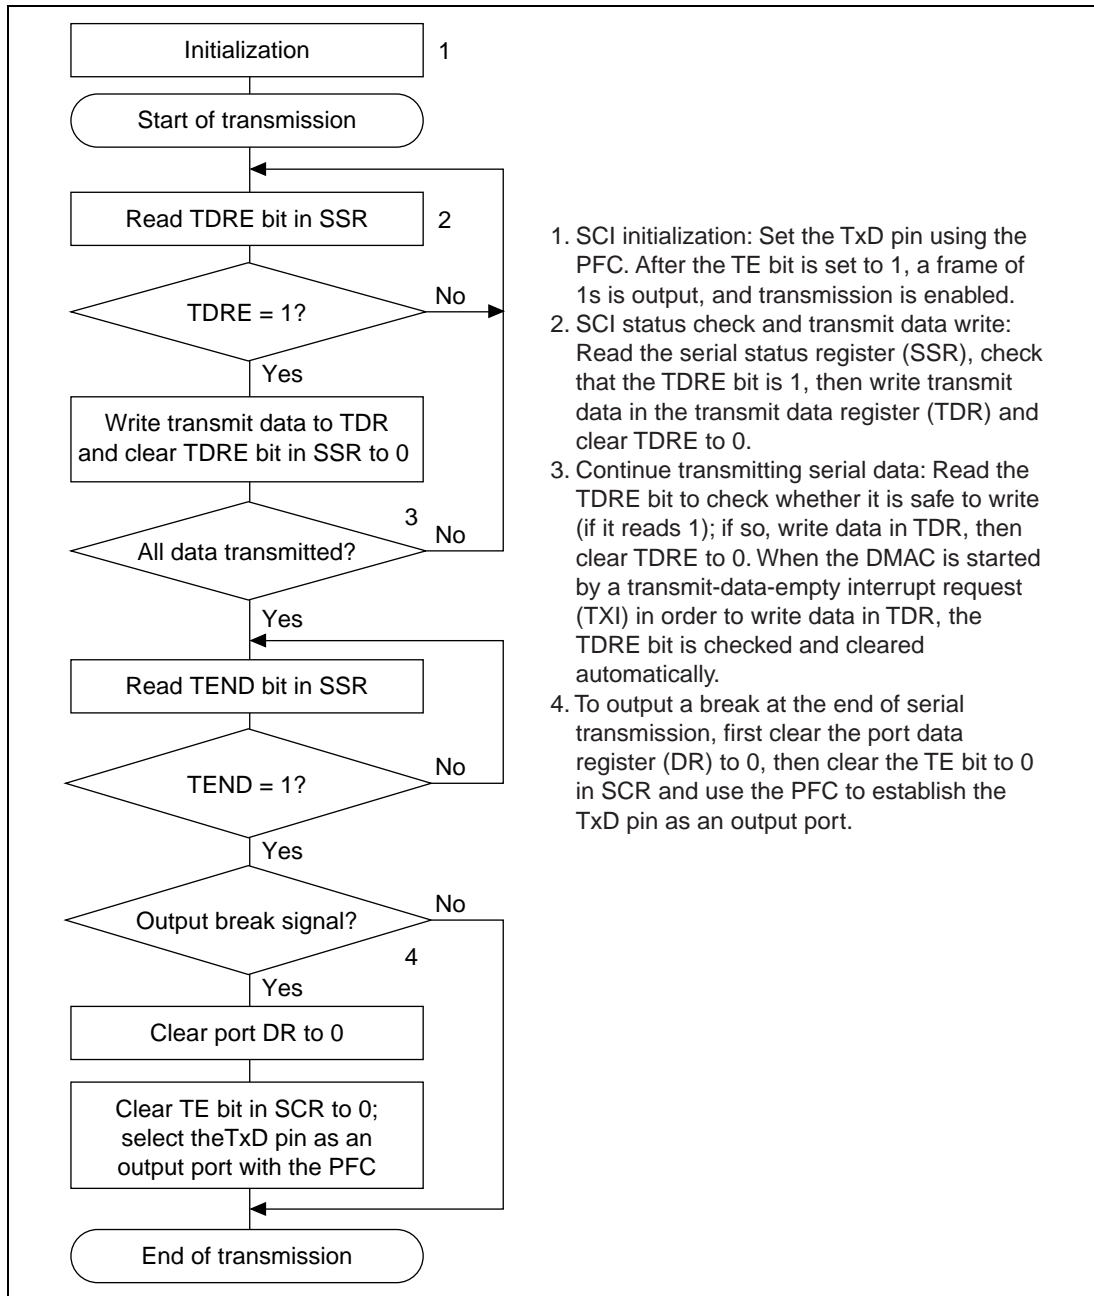 Initialization
1
Start of transmission
Read TDRE bit in SSR
2
TDRE = 1?
No
Yes
Write transmit data to TDR
and clear TDRE bit in SSR to 0
3
All data transmitted?
No
Yes
Read TEND bit in SSR
TEND = 1?
No
Yes
Output break signal?
No
4
Yes
Clear port DR to 0
Clear TE bit in SCR to 0;
select theTxD pin as an
output port with the PFC
End of transmission
1. SCI initialization: Set the TxD pin using the
PFC. After the TE bit is set to 1, a frame of
1s is output, and transmission is enabled.
2. SCI status check and transmit data write:
Read the serial status register (SSR), check
that the TDRE bit is 1, then write transmit
data in the transmit data register (TDR) and
clear TDRE to 0.
3. Continue transmitting serial data: Read the
TDRE bit to check whether it is safe to write
(if it reads 1); if so, write data in TDR, then
clear TDRE to 0. When the DMAC is started
by a transmit-data-empty interrupt request
(TXI) in order to write data in TDR, the
TDRE bit is checked and cleared
automatically.
4. To output a break at the end of serial
transmission, first clear the port data
register (DR) to 0, then clear the TE bit to 0
in SCR and use the PFC to establish the
TxD pin as an output port.